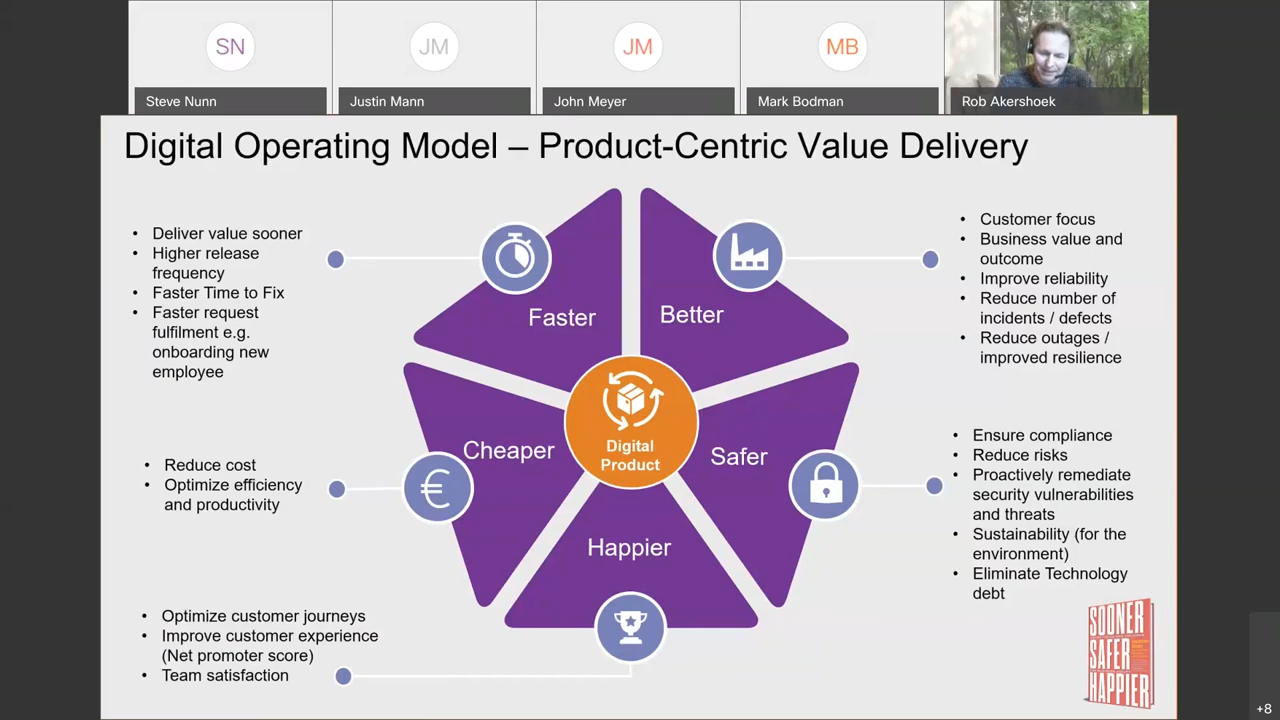 SN
JM
JM
MB
Steve Nunn
Justin Mann
John Meyer
Mark Bodman
Rob Akershoek
Digital Operating Model – Product-Centric Value Delivery
• Deliver value sooner
• Higher release
frequency
• Faster Time to Fix
• Faster request
fulfilment e.g.
onboarding new
employee
• Reduce cost
• Optimize efficiency
and productivity
• Optimize customer journeys
• Improve customer experience
(Net promoter score)
• Team satisfaction
Faster
Better
Cheaper
Safer
Happier
€
Digital
Product
• Customer focus
• Business value and
outcome
• Improve reliability
• Reduce number of
incidents / defects
• Reduce outages /
improved resilience
• Ensure compliance
• Reduce risks
• Proactively remediate
security vulnerabilities
and threats
• Sustainability (for the
environment)
• Eliminate Technology
debt
SOONER
SAFER
HAPPIER
+8